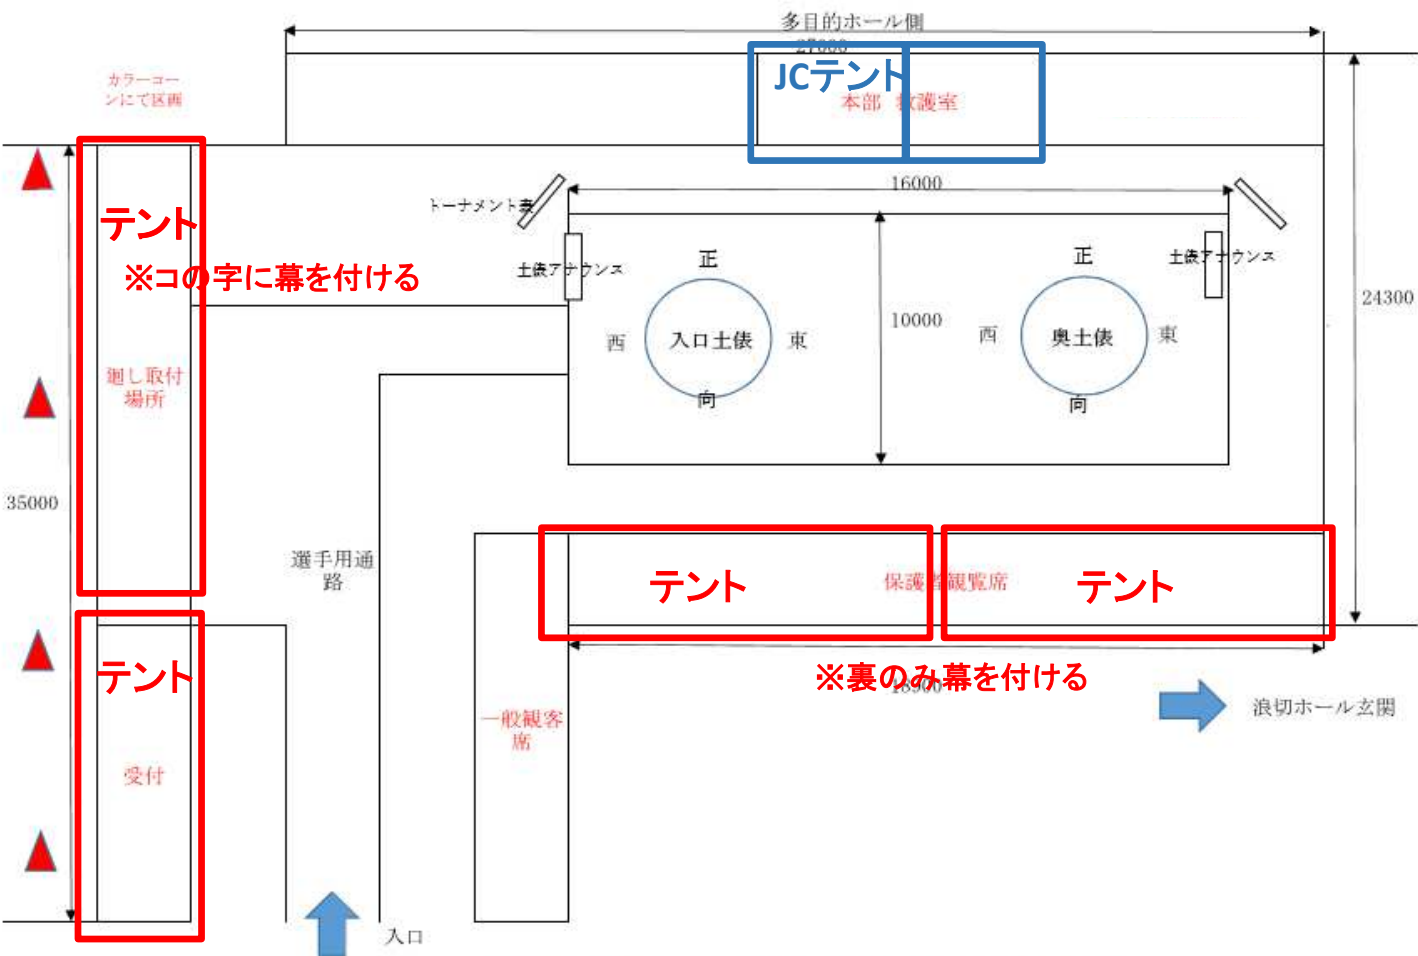 多目的ホール側
27000
カラーコー
ンにて区画
JCテント
本部 救護室
16000
テント
トーナメント表
※コの字に幕を付ける
土俵アナウンス
正
正
土俵アナウンス
24300
10000
西
入口土俵
東
西
奥土俵
東
廻し取付
場所
向
向
35000
選手用通
路
テント
保護者観覧席
テント
テント
※裏のみ幕を付ける
18900
浪切ホール玄関
一般観客
席
受付
入口